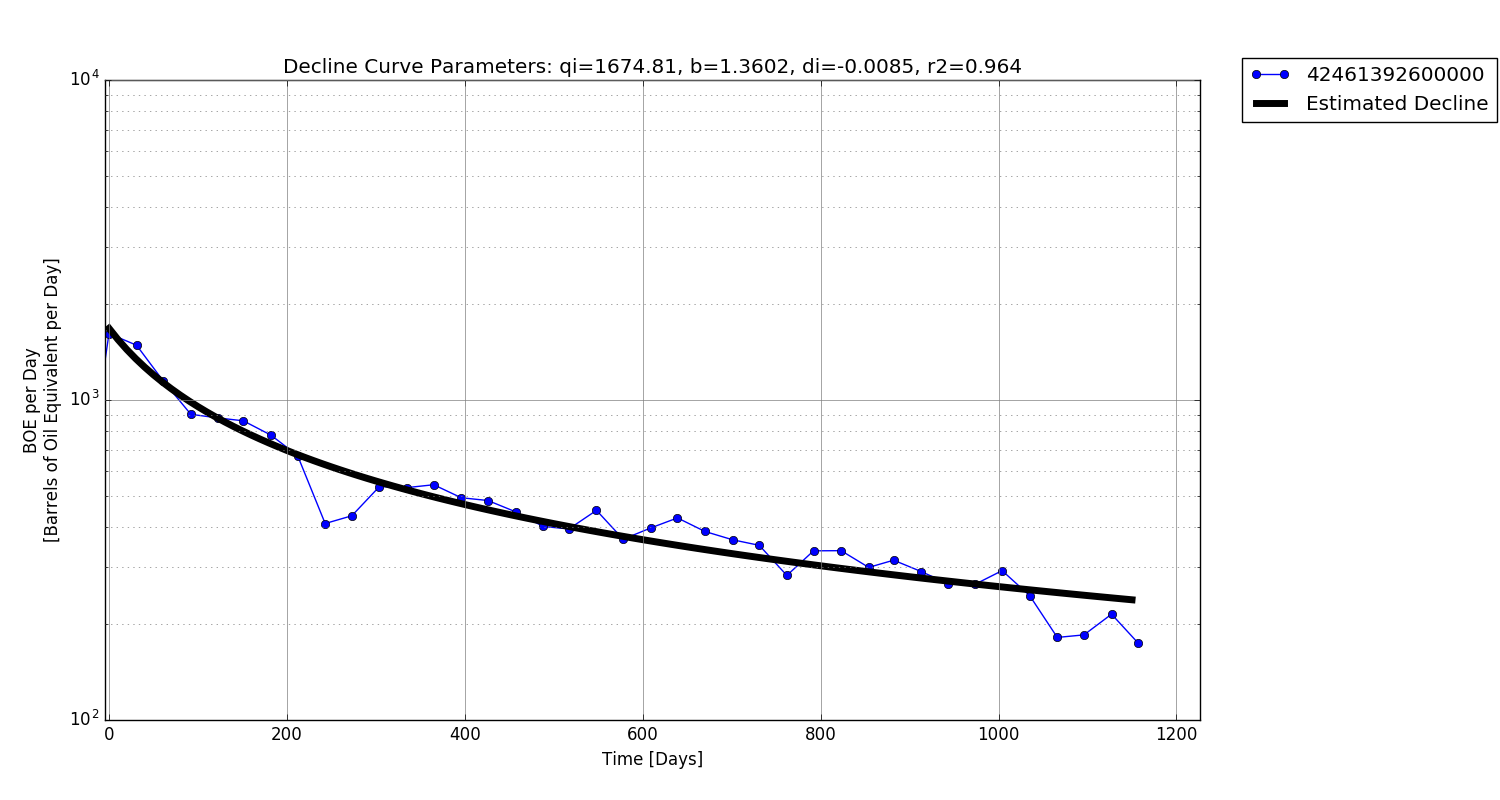 Decline Curve Parameters: qi=1674.81, b=1.3602, di=-0.0085, r2=0.964
42461392600000
Estimated Decline
10^4
10^3
10^2
BOE per Day
[Barrels of Oil Equivalent per Day]
0 200 400 600 800 1000 1200
Time [Days]